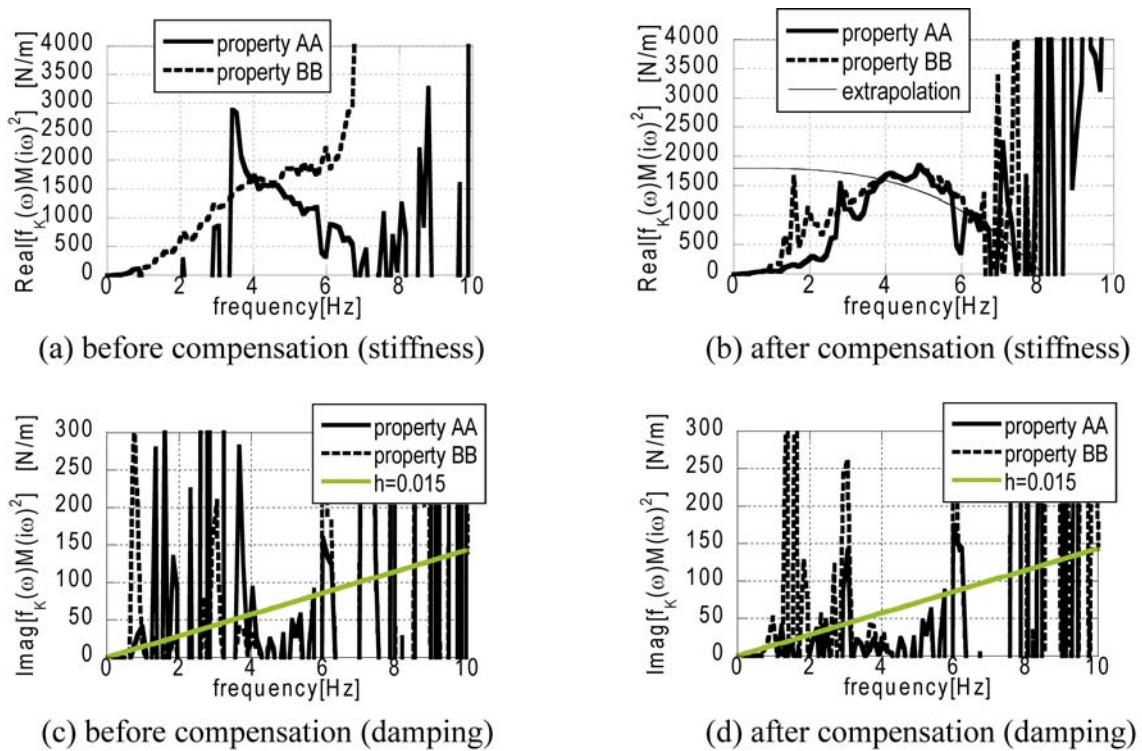 property AA
property BB
Real[f_K(ω)M(iω)²] [N/m]
4000
3500
3000
2500
2000
1500
1000
500
0
0 2 4 6 8 10
frequency[Hz]
(a) before compensation (stiffness)
property AA
property BB
extrapolation
Real[f_K(ω)M(iω)²] [N/m]
4000
3500
3000
2500
2000
1500
1000
500
0
0 2 4 6 8 10
frequency[Hz]
(b) after compensation (stiffness)
property AA
property BB
h=0.015
Imag[f_K(ω)M(iω)²] [N/m]
300
250
200
150
100
50
0
0 2 4 6 8 10
frequency[Hz]
(c) before compensation (damping)
property AA
property BB
h=0.015
Imag[f_K(ω)M(iω)²] [N/m]
300
250
200
150
100
50
0
0 2 4 6 8 10
frequency[Hz]
(d) after compensation (damping)